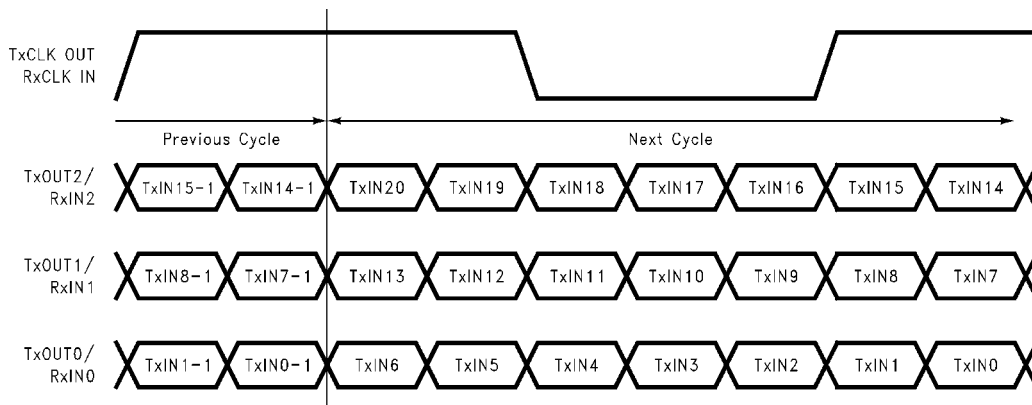 TxCLK OUT
RxCLK IN
Previous Cycle Next Cycle
TxOUT2/
RxIN2
TxIN15-1 TxIN14-1 TxIN20 TxIN19 TxIN18 TxIN17 TxIN16 TxIN15 TxIN14
TxOUT1/
RxIN1
TxIN8-1 TxIN7-1 TxIN13 TxIN12 TxIN11 TxIN10 TxIN9 TxIN8 TxIN7
TxOUT0/
RxIN0
TxIN1-1 TxIN0-1 TxIN6 TxIN5 TxIN4 TxIN3 TxIN2 TxIN1 TxIN0